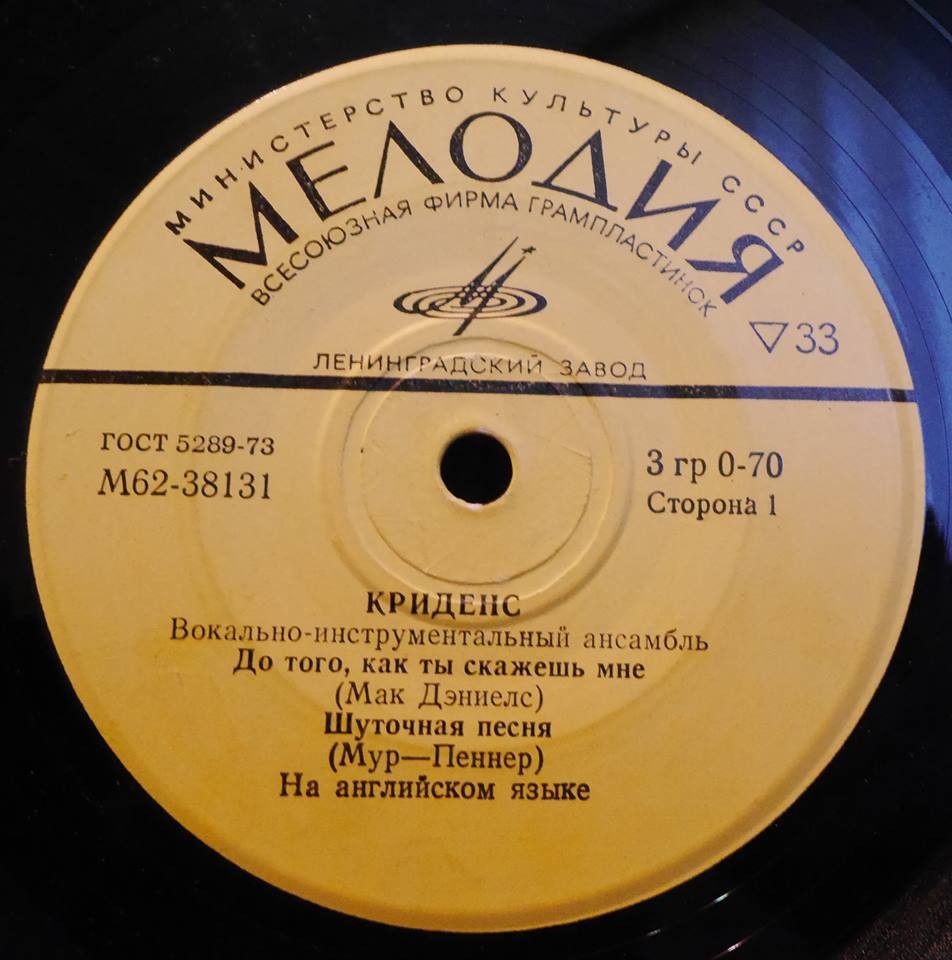 МИНИСТЕРСТВО КУЛЬТУРЫ СССР
МЕЛОДИЯ
ВСЕСОЮЗНАЯ ФИРМА ГРАМПЛАСТИНОК
▽33
ЛЕНИНГРАДСКИЙ ЗАВОД
ГОСТ 5289-73
М62-38131
3 гр 0-70
Сторона 1
КРИДЕНС
Вокально-инструментальный ансамбль
До того, как ты скажешь мне
(Мак Дэниелс)
Шуточная песня
(Мур—Пеннер)
На английском языке